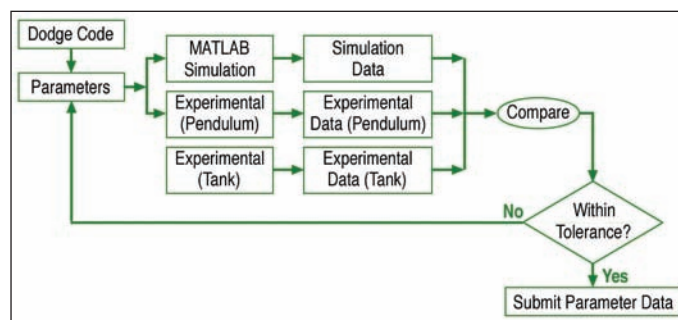 Dodge Code
Parameters
MATLAB
Simulation
Simulation
Data
Experimental
(Pendulum)
Experimental
Data (Pendulum)
Experimental
(Tank)
Experimental
Data (Tank)
Compare
Within
Tolerance?
No
Yes
Submit Parameter Data